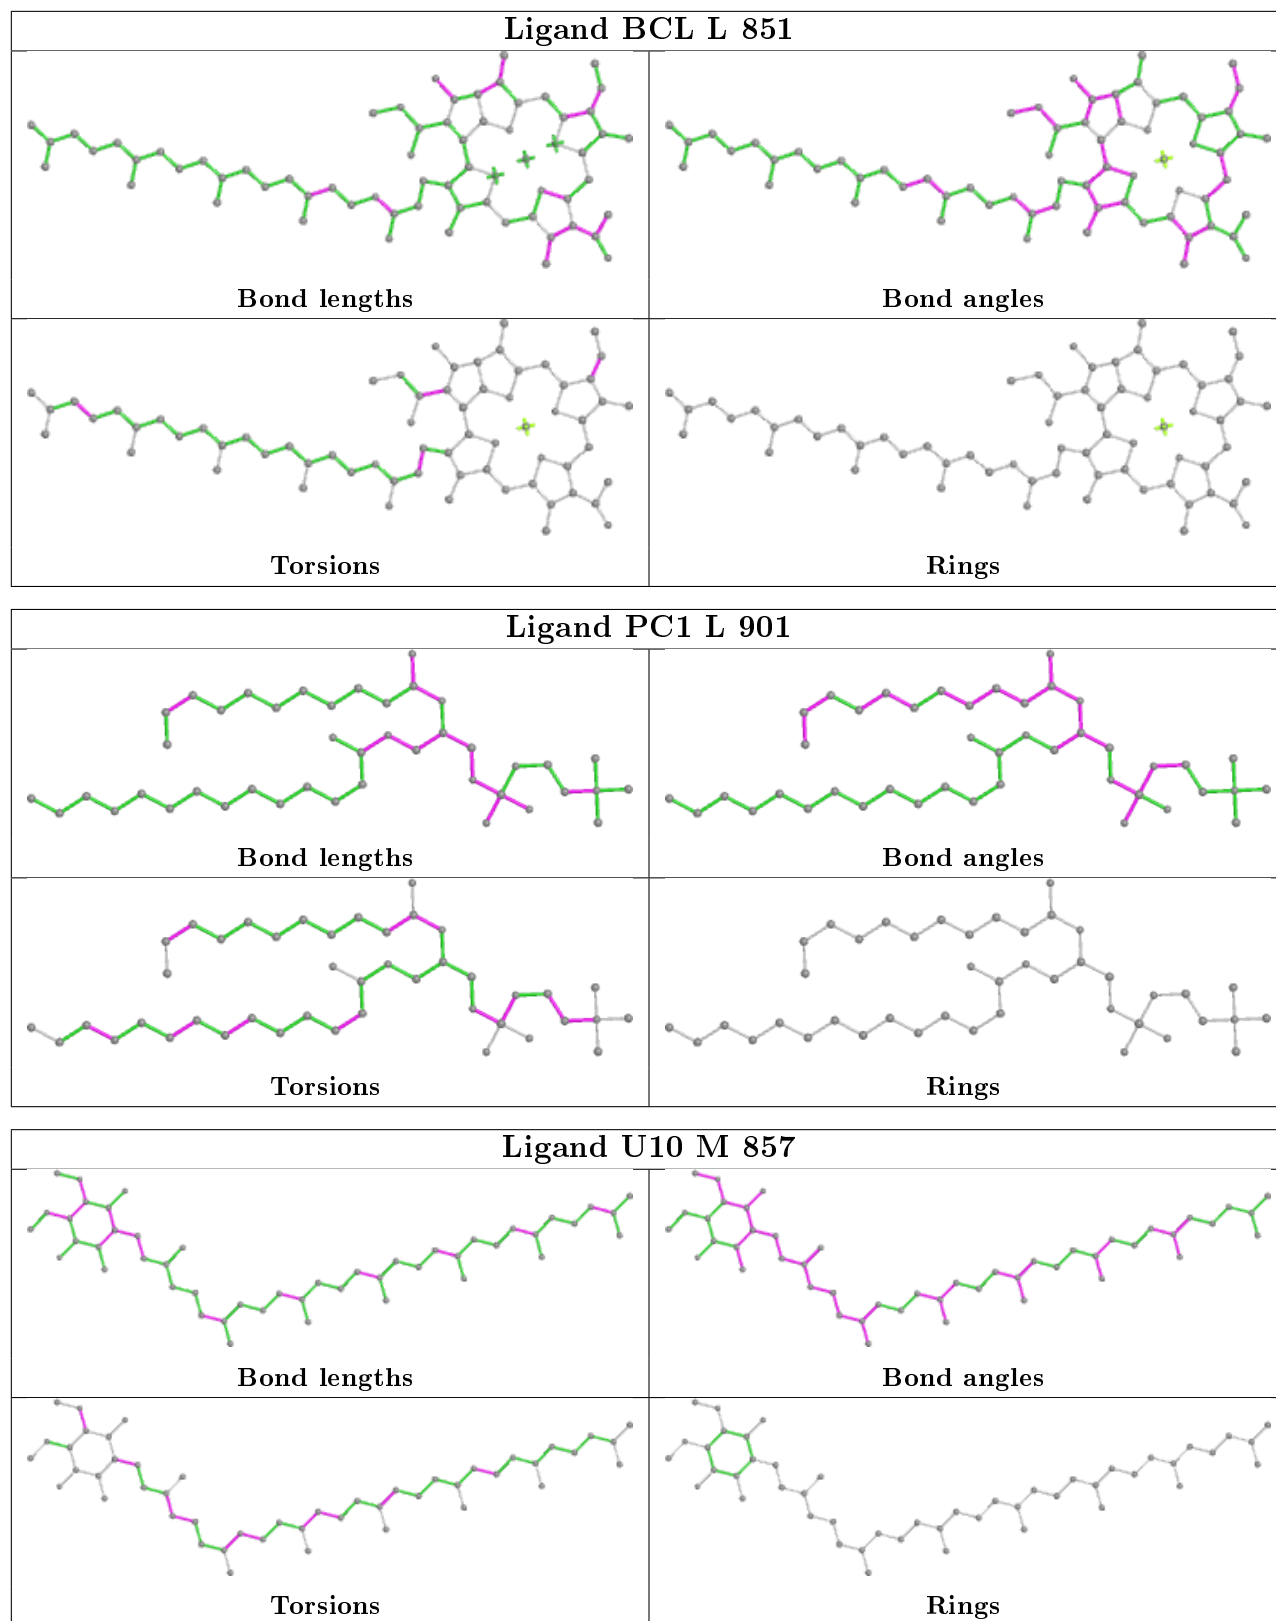 Ligand BCL L 851
Bond lengths
Bond angles
Torsions
Rings
Ligand PC1 L 901
Bond lengths
Bond angles
Torsions
Rings
Ligand U10 M 857
Bond lengths
Bond angles
Torsions
Rings